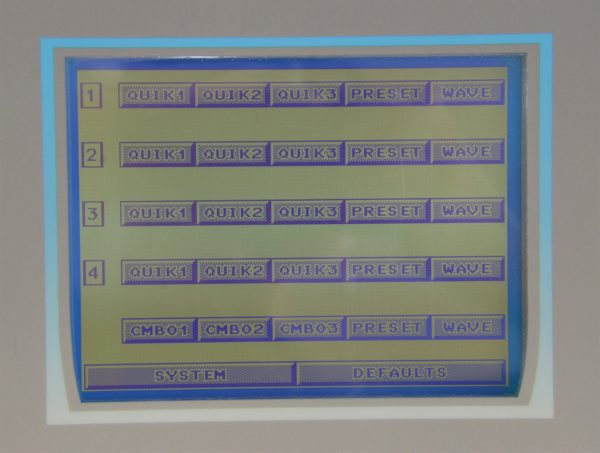 1 QUIK1 QUIK2 QUIK3 PRESET WAVE
2 QUIK1 QUIK2 QUIK3 PRESET WAVE
3 QUIK1 QUIK2 QUIK3 PRESET WAVE
4 QUIK1 QUIK2 QUIK3 PRESET WAVE
CMBO1 CMBO2 CMBO3 PRESET WAVE
SYSTEM DEFAULTS